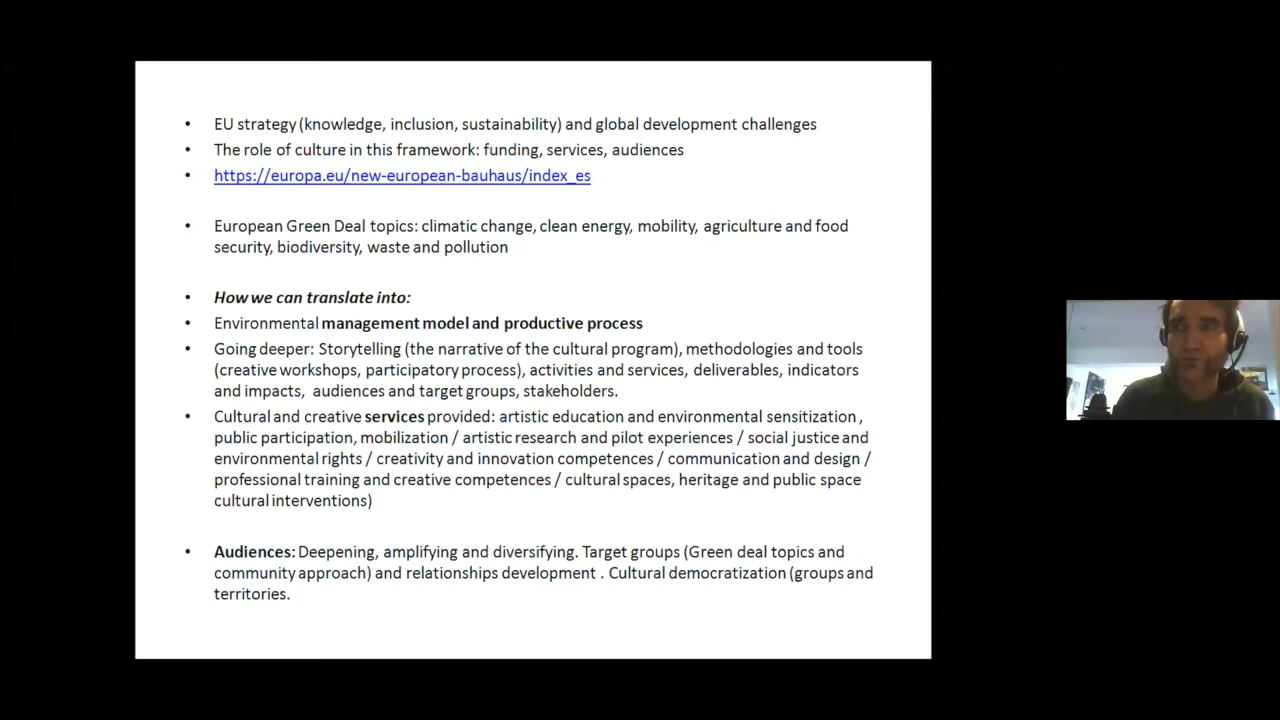 • EU strategy (knowledge, inclusion, sustainability) and global development challenges
• The role of culture in this framework: funding, services, audiences
• https://europa.eu/new-european-bauhaus/index_es
• European Green Deal topics: climatic change, clean energy, mobility, agriculture and food
security, biodiversity, waste and pollution
• How we can translate into:
• Environmental management model and productive process
• Going deeper: Storytelling (the narrative of the cultural program), methodologies and tools
(creative workshops, participatory process), activities and services, deliverables, indicators
and impacts, audiences and target groups, stakeholders.
• Cultural and creative services provided: artistic education and environmental sensitization ,
public participation, mobilization / artistic research and pilot experiences / social justice and
environmental rights / creativity and innovation competences / communication and design /
professional training and creative competences / cultural spaces, heritage and public space
cultural interventions)
• Audiences: Deepening, amplifying and diversifying. Target groups (Green deal topics and
community approach) and relationships development . Cultural democratization (groups and
territories.